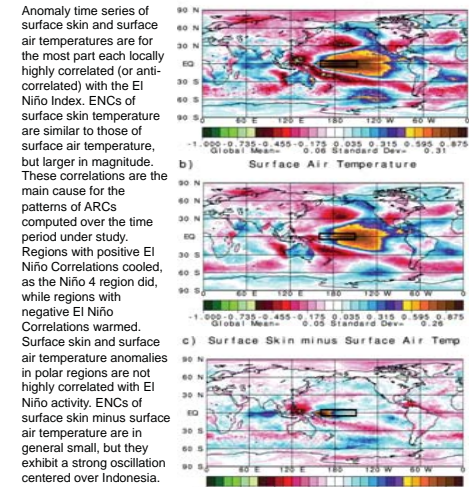 Anomaly time series of
surface skin and surface
air temperatures are for
the most part each locally
highly correlated (or anti-
correlated) with the El
Niño Index. ENCs of
surface skin temperature
are similar to those of
surface air temperature,
but larger in magnitude.
These correlations are the
main cause for the
patterns of ARCs
computed over the time
period under study.
Regions with positive El
Niño Correlations cooled,
as the Niño 4 region did,
while regions with
negative El Niño
Correlations warmed.
Surface skin and surface
air temperature anomalies
in polar regions are not
highly correlated with El
Niño activity. ENCs of
surface skin minus surface
air temperature are in
general small, but they
exhibit a strong oscillation
centered over Indonesia.
90 N
60 N
30 N
EQ
30 S
60 S
90 S
0 60 E 120 E 180 120 W 60 W 0
-1.000-0.735-0.455-0.175 0.035 0.315 0.595 0.875
Global Mean= 0.06 Standard Dev= 0.31
b) Surface Air Temperature
90 N
60 N
30 N
EQ
30 S
60 S
90 S
0 60 E 120 E 180 120 W 60 W 0
-1.000-0.735-0.455-0.175 0.035 0.315 0.595 0.875
Global Mean= 0.05 Standard Dev= 0.26
c) Surface Skin minus Surface Air Temp
90 N
60 N
30 N
EQ
30 S
60 S
90 S
0 60 E 120 E 180 120 W 60 W 0